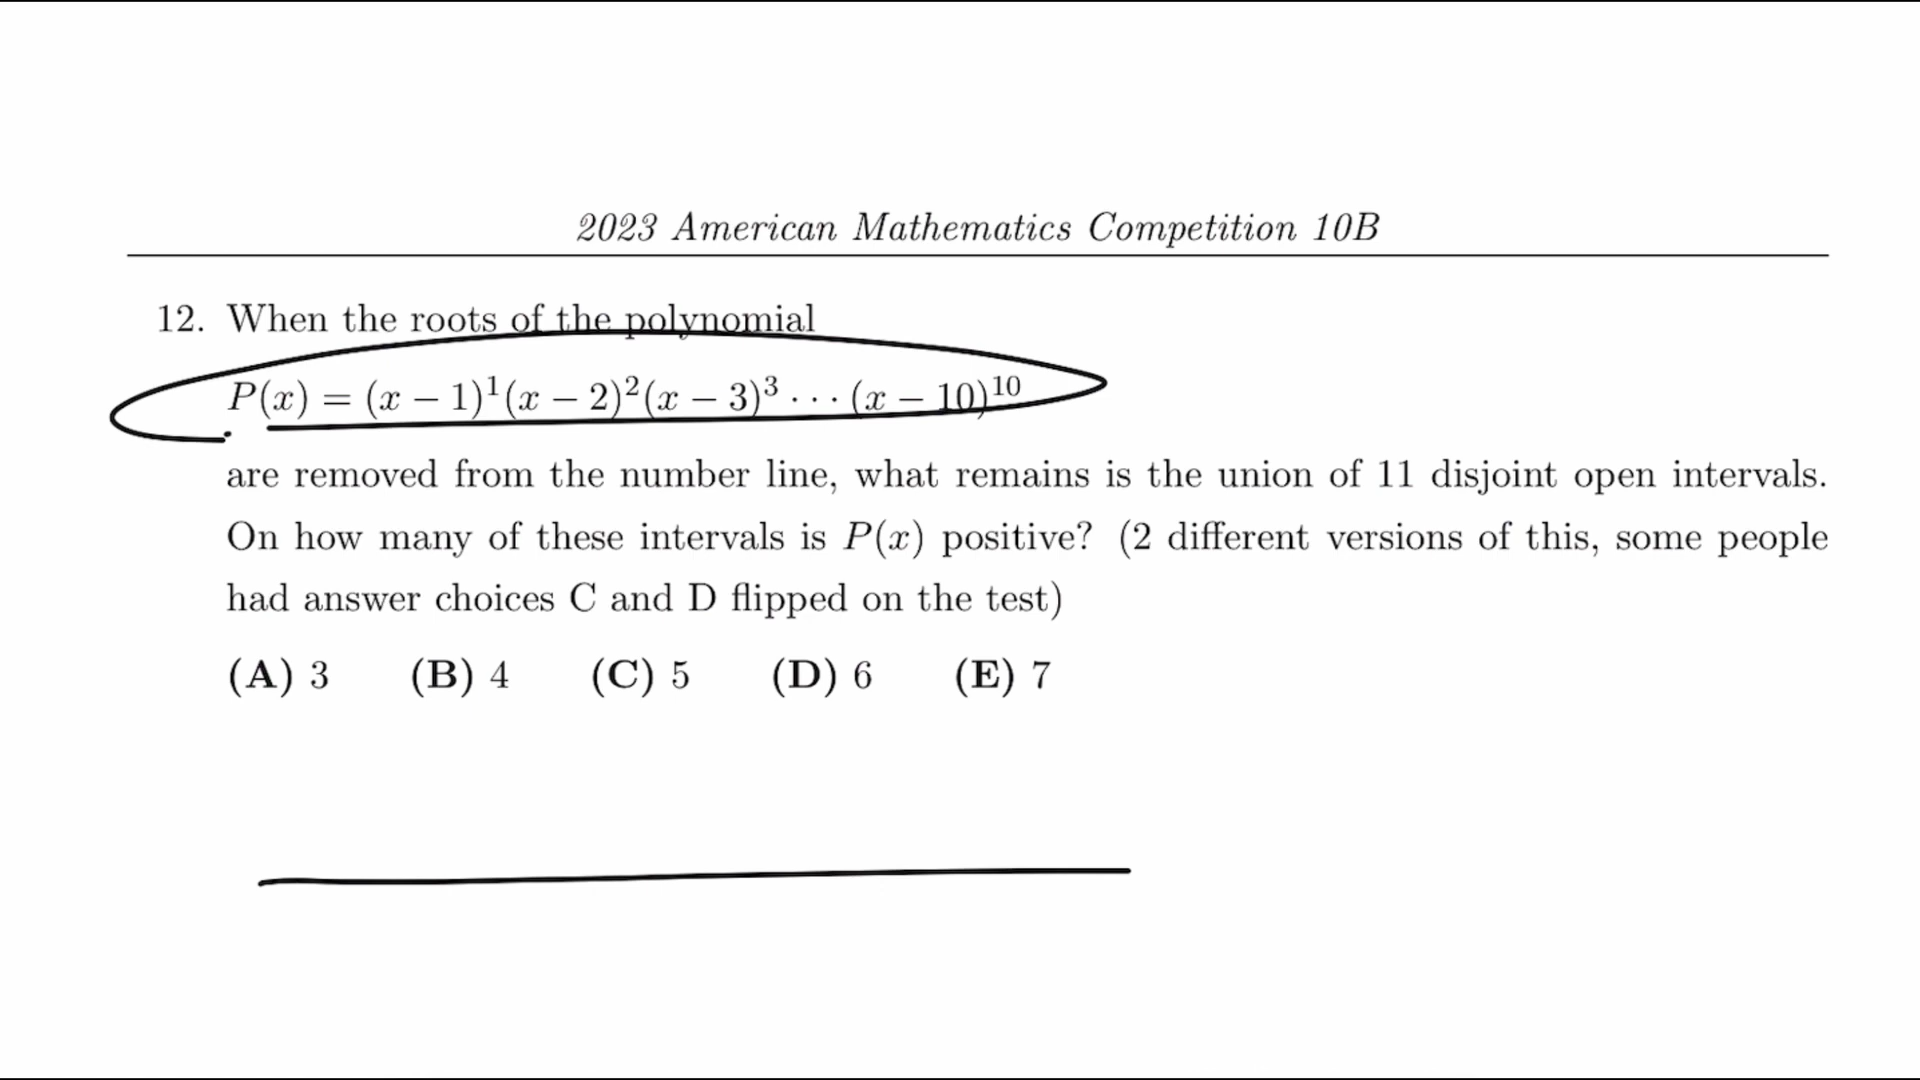 2023 American Mathematics Competition 10B
12. When the roots of the polynomial
P(x) = (x − 1)¹(x − 2)²(x − 3)³ · · · (x − 10)¹⁰
are removed from the number line, what remains is the union of 11 disjoint open intervals.
On how many of these intervals is P(x) positive? (2 different versions of this, some people
had answer choices C and D flipped on the test)
(A) 3 (B) 4 (C) 5 (D) 6 (E) 7